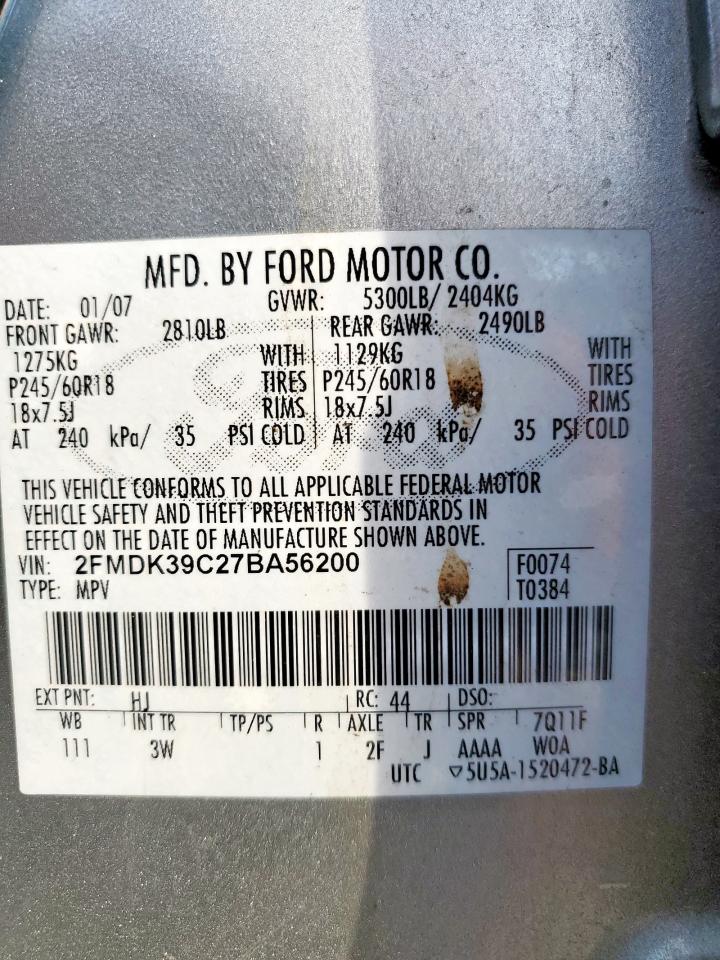 MFD. BY FORD MOTOR CO.
DATE: 01/07 GVWR: 5300LB/ 2404KG
FRONT GAWR: 2810LB REAR GAWR: 2490LB
1275KG WITH 1129KG WITH
P245/60R18 TIRES P245/60R18 TIRES
18x7.5J RIMS 18x7.5J RIMS
AT 240 kPa/ 35 PSI COLD AT 240 kPa/ 35 PSI COLD
THIS VEHICLE CONFORMS TO ALL APPLICABLE FEDERAL MOTOR
VEHICLE SAFETY AND THEFT PREVENTION STANDARDS IN
EFFECT ON THE DATE OF MANUFACTURE SHOWN ABOVE.
VIN: 2FMDK39C27BA56200 F0074
TYPE: MPV T0384
EXT PNT: HJ RC: 44 DSO:
WB INT TR TP/PS R AXLE TR SPR 7Q11F
111 3W 1 2F J AAAA WOA
UTC ▽5U5A-1520472-BA